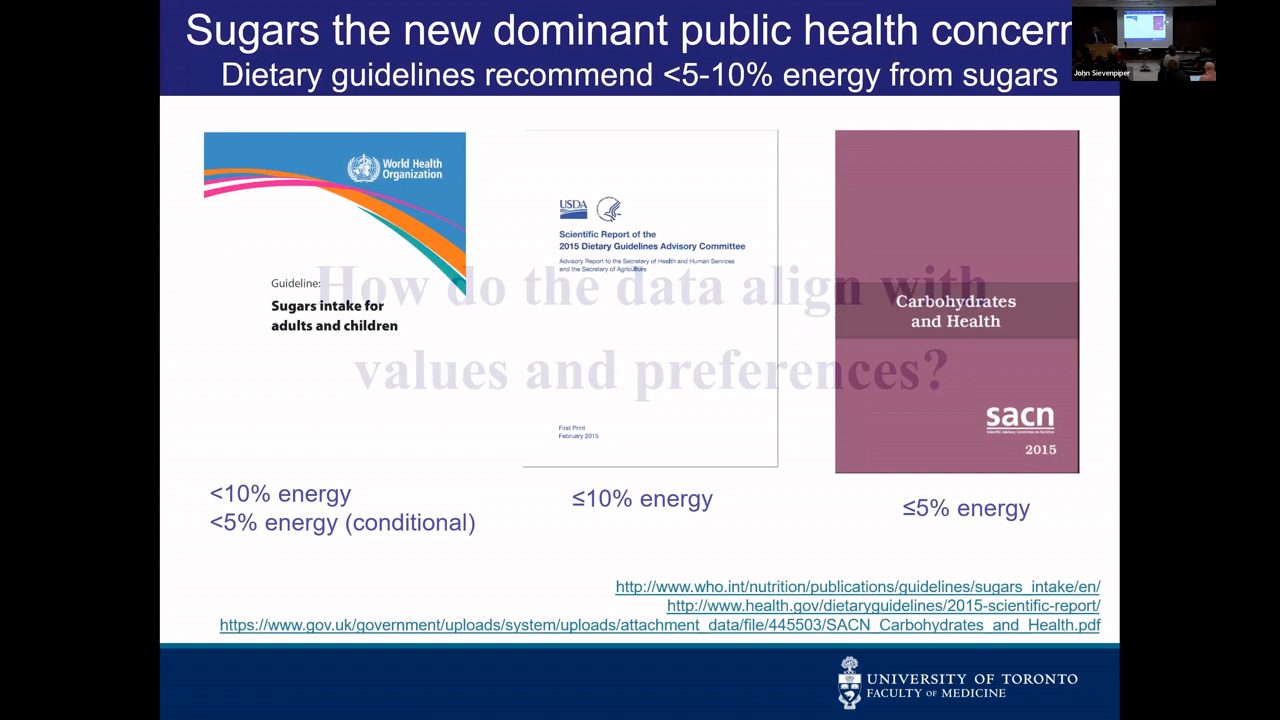 Sugars the new dominant public health concern
Dietary guidelines recommend <5-10% energy from sugars
John Sievenpiper
World Health
Organization
Guideline:
Sugars intake for
adults and children
USDA
Scientific Report of the
2015 Dietary Guidelines Advisory Committee
Advisory Report to the Secretary of Health and Human Services
and the Secretary of Agriculture
First Print
February 2015
Carbohydrates
and Health
sacn
Scientific Advisory Committee on Nutrition
2015
How do the data align with
values and preferences?
<10% energy
<5% energy (conditional)
≤10% energy
≤5% energy
http://www.who.int/nutrition/publications/guidelines/sugars_intake/en/
http://www.health.gov/dietaryguidelines/2015-scientific-report/
https://www.gov.uk/government/uploads/system/uploads/attachment_data/file/445503/SACN_Carbohydrates_and_Health.pdf
UNIVERSITY OF TORONTO
FACULTY OF MEDICINE